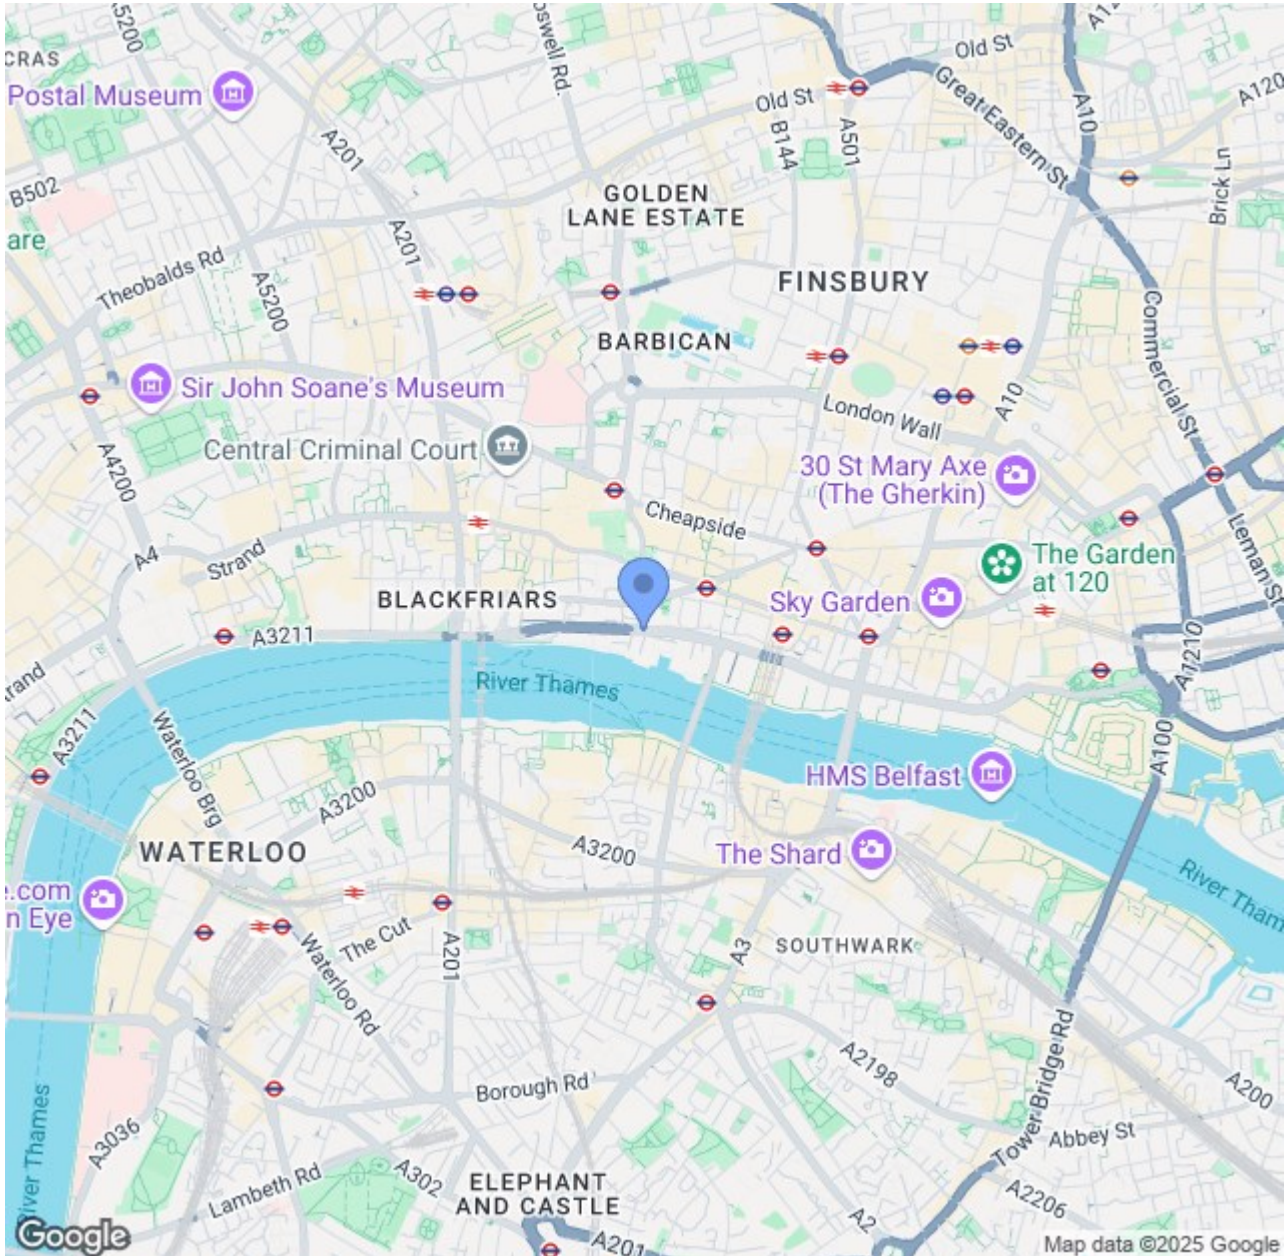 A5200
CRAS
Postal Museum
oswell Rd.
Old St
Great Eastern St
A10
A120
A201
Old St
B144
A501
B502
GOLDEN
LANE ESTATE
Brick Ln
are
Theobalds Rd
A201
A5200
FINSBURY
BARBICAN
Commercial St
Sir John Soane's Museum
London Wall
A10
A4200
Central Criminal Court
30 St Mary Axe
(The Gherkin)
Cheapside
Leman St
A4
Strand
The Garden
at 120
BLACKFRIARS
Sky Garden
A3211
A1210
trand
River Thames
A3211
Waterloo Brg
A100
HMS Belfast
A3200
WATERLOO
A3200
The Shard
e.com
n Eye
River Tham
The Cut
A201
Waterloo Rd
A3
SOUTHWARK
A2198
Tower Bridge Rd
A200
Borough Rd
Abbey St
River Thames
A3036
Lambeth Rd
A302
ELEPHANT
AND CASTLE
A2206
A2
A201
Google
Map data ©2025 Google